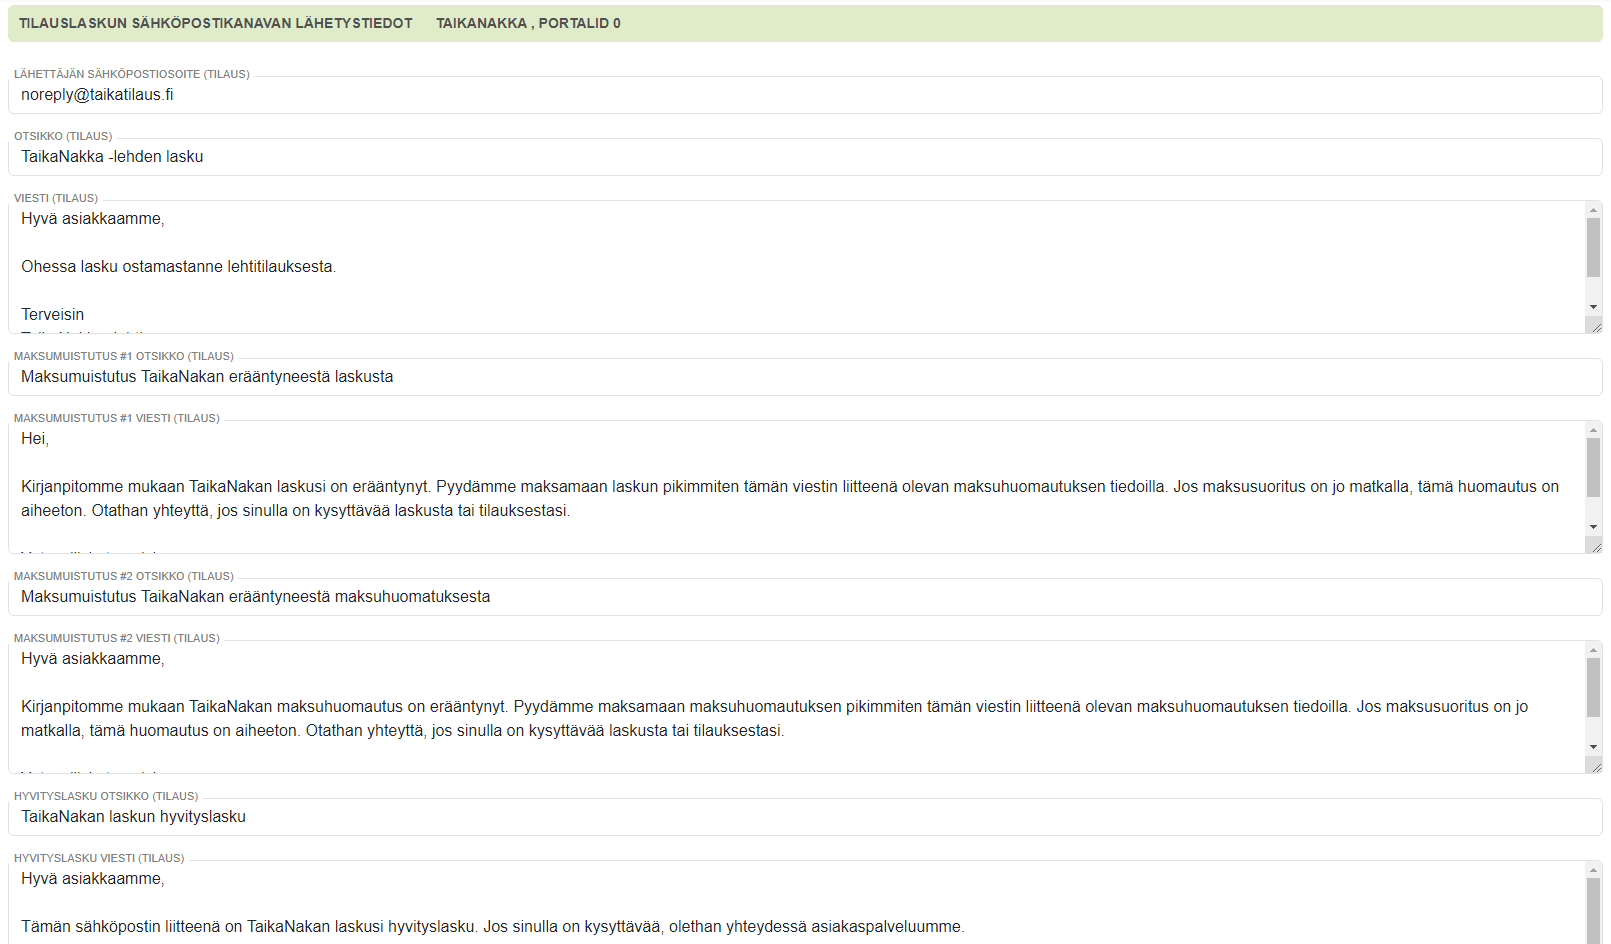 TILAUSLASKUN SÄHKÖPOSTIKANAVAN LÄHETYSTIEDOT TAIKANAKKA , PORTALID 0
LÄHETTÄJÄN SÄHKÖPOSTIOSOITE (TILAUS)
noreply@taikatilaus.fi
OTSIKKO (TILAUS)
TaikaNakka -lehden lasku
VIESTI (TILAUS)
Hyvä asiakkaamme,
Ohessa lasku ostamastanne lehtitilauksesta.
Terveisin
MAKSUMUISTUTUS #1 OTSIKKO (TILAUS)
Maksumuistutus TaikaNakan erääntyneestä laskusta
MAKSUMUISTUTUS #1 VIESTI (TILAUS)
Hei,
Kirjanpitomme mukaan TaikaNakan laskusi on erääntynyt. Pyydämme maksamaan laskun pikimmiten tämän viestin liitteenä olevan maksuhuomautuksen tiedoilla. Jos maksusuoritus on jo matkalla, tämä huomautus on
aiheeton. Otathan yhteyttä, jos sinulla on kysyttävää laskusta tai tilauksestasi.
MAKSUMUISTUTUS #2 OTSIKKO (TILAUS)
Maksumuistutus TaikaNakan erääntyneestä maksuhuomatuksesta
MAKSUMUISTUTUS #2 VIESTI (TILAUS)
Hyvä asiakkaamme,
Kirjanpitomme mukaan TaikaNakan maksuhuomautus on erääntynyt. Pyydämme maksamaan maksuhuomautuksen pikimmiten tämän viestin liitteenä olevan maksuhuomautuksen tiedoilla. Jos maksusuoritus on jo
matkalla, tämä huomautus on aiheeton. Otathan yhteyttä, jos sinulla on kysyttävää laskusta tai tilauksestasi.
HYVITYSLASKU OTSIKKO (TILAUS)
TaikaNakan laskun hyvityslasku
HYVITYSLASKU VIESTI (TILAUS)
Hyvä asiakkaamme,
Tämän sähköpostin liitteenä on TaikaNakan laskusi hyvityslasku. Jos sinulla on kysyttävää, olethan yhteydessä asiakaspalveluumme.